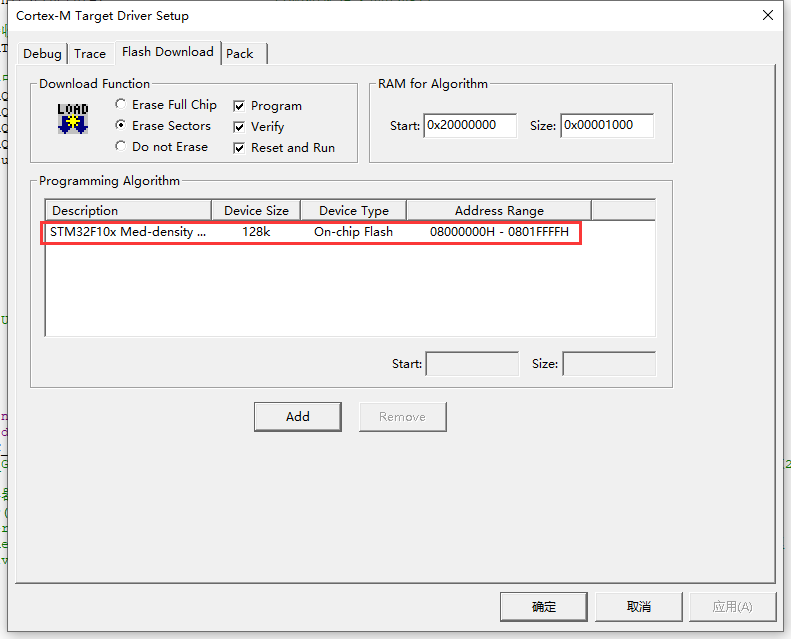 Cortex-M Target Driver Setup
Debug Trace Flash Download Pack
Download Function
LOAD
Erase Full Chip
Erase Sectors
Do not Erase
Program
Verify
Reset and Run
RAM for Algorithm
Start: 0x20000000 Size: 0x00001000
Programming Algorithm
Description Device Size Device Type Address Range
STM32F10x Med-density ... 128k On-chip Flash 08000000H - 0801FFFFH
Start: Size:
Add Remove
确定 取消 应用(A)